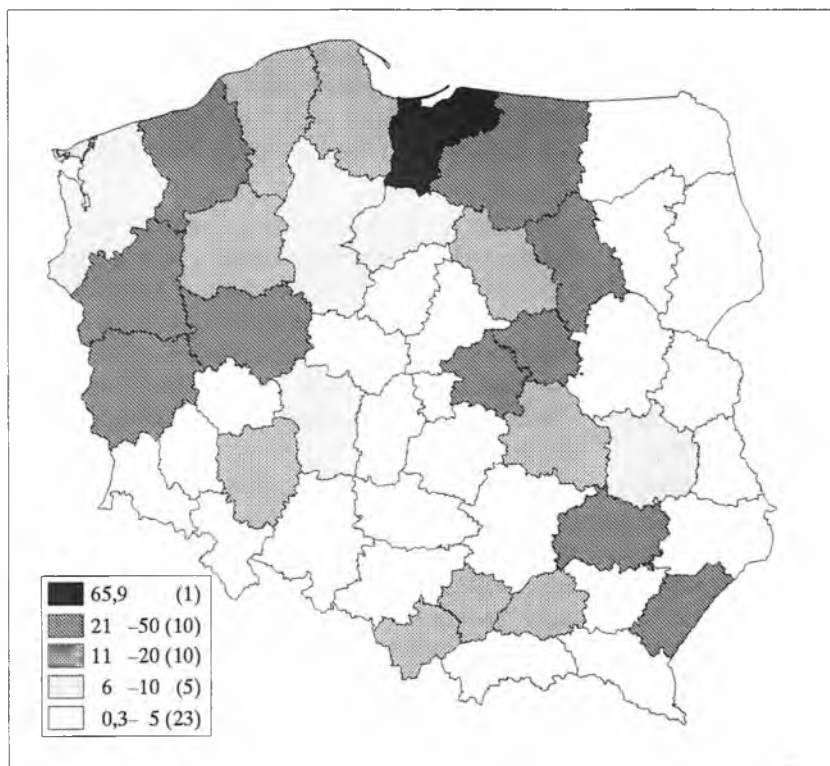 65,9 (1)
21 –50 (10)
11 –20 (10)
6 –10 (5)
0,3– 5 (23)